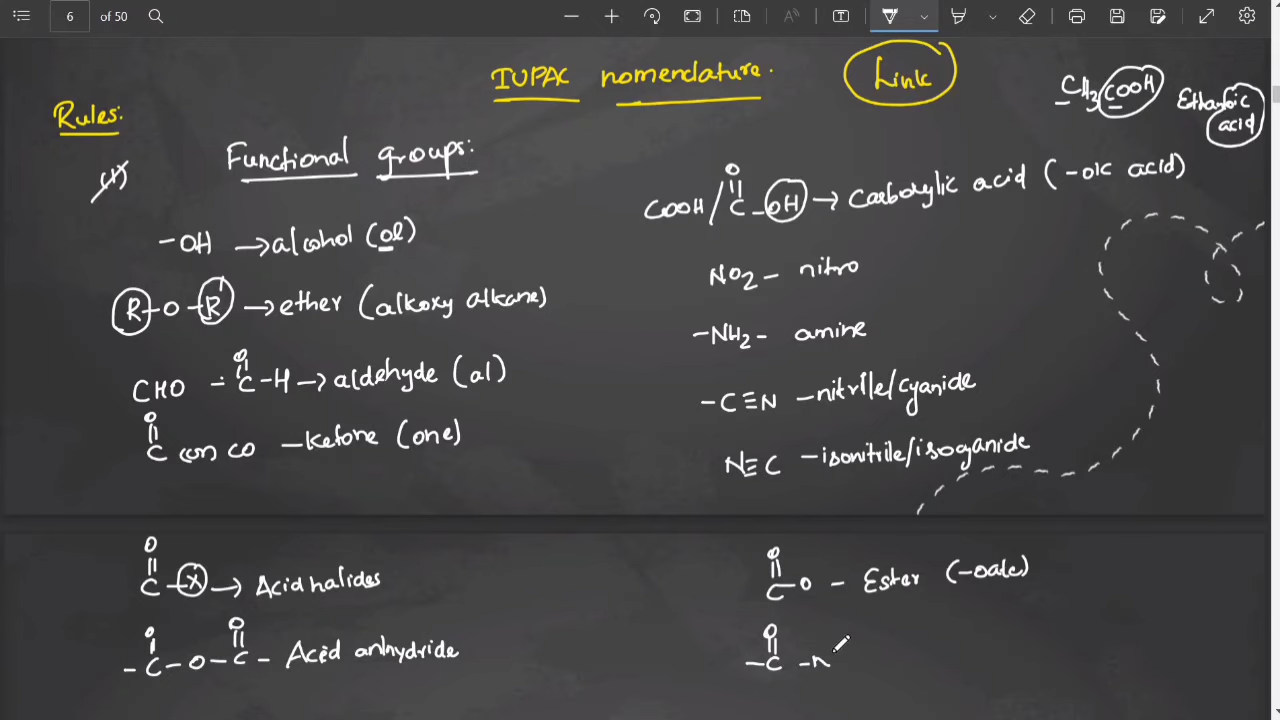 6 of 50
IUPAC nomenclature.
Link
CH3COOH
Ethanoic acid
Rules:
(1)
Functional groups:
-OH → alcohol (ol)
R-O-R' → ether (alkoxy alkane)
CHO -C-H → aldehyde (al)
O
C (or) CO - ketone (one)
O
COOH / C-OH → carboxylic acid (-oic acid)
O
NO2 - nitro
-NH2 - amine
-C≡N - nitrile/cyanide
N≡C - isonitrile/isocyanide
O
C-X → Acid halides
O O
-C-O-C- Acid anhydride
O
C-O - Ester (-oate)
O
-C -n